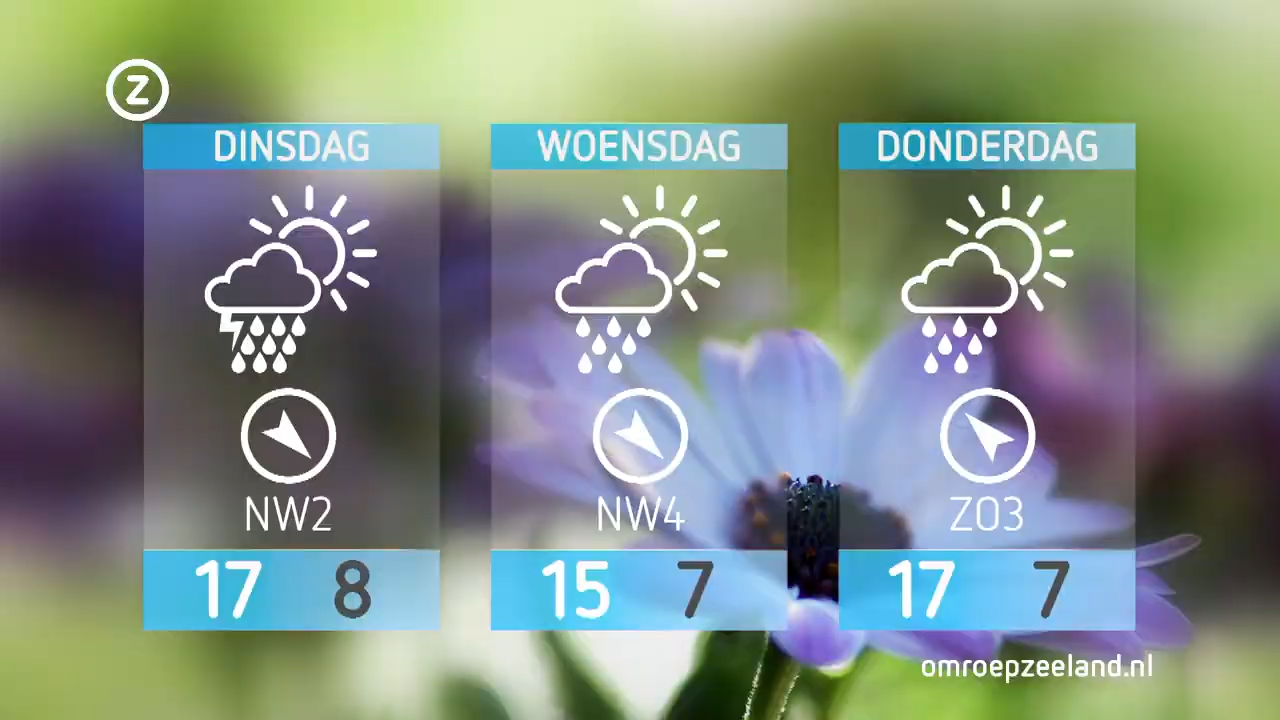 Z
DINSDAG
WOENSDAG
DONDERDAG
NW2
NW4
ZO3
17 8
15 7
17 7
omroepzeeland.nl